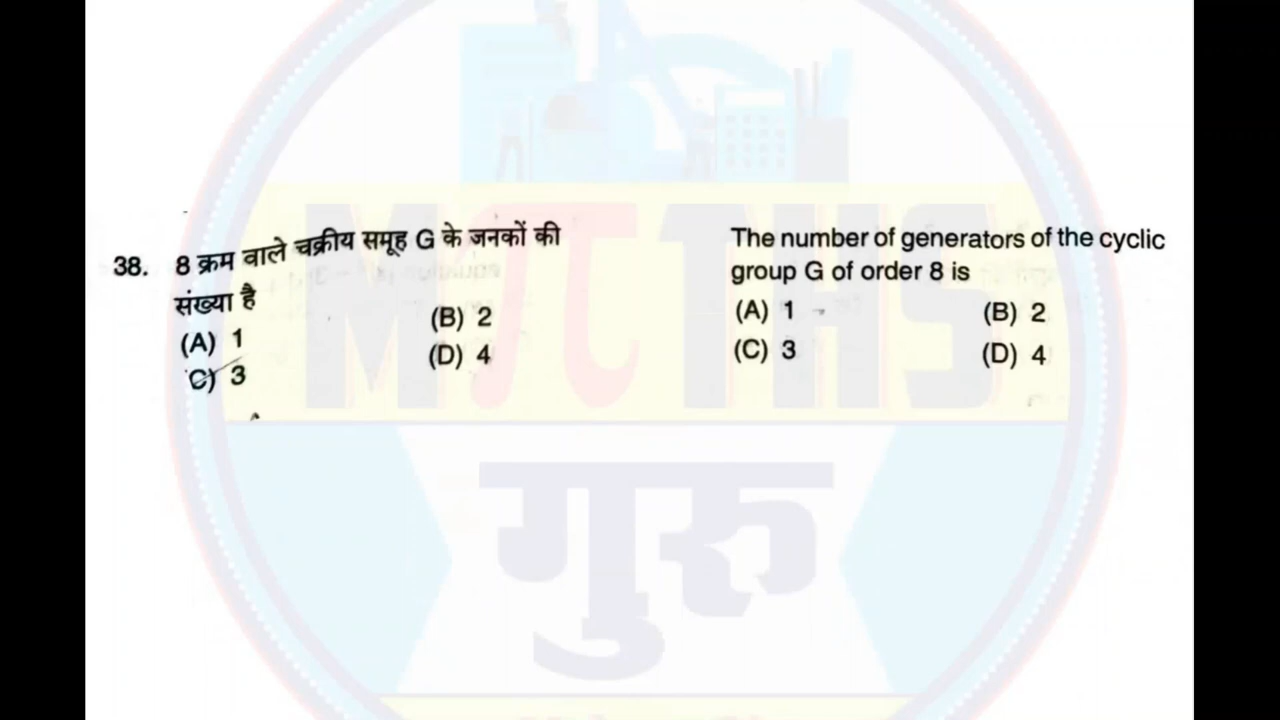 38. 8 क्रम वाले चक्रीय समूह G के जनकों की
संख्या है
(A) 1 (B) 2
C) 3 (D) 4
The number of generators of the cyclic
group G of order 8 is
(A) 1 (B) 2
(C) 3 (D) 4
MπTHS
गुरु